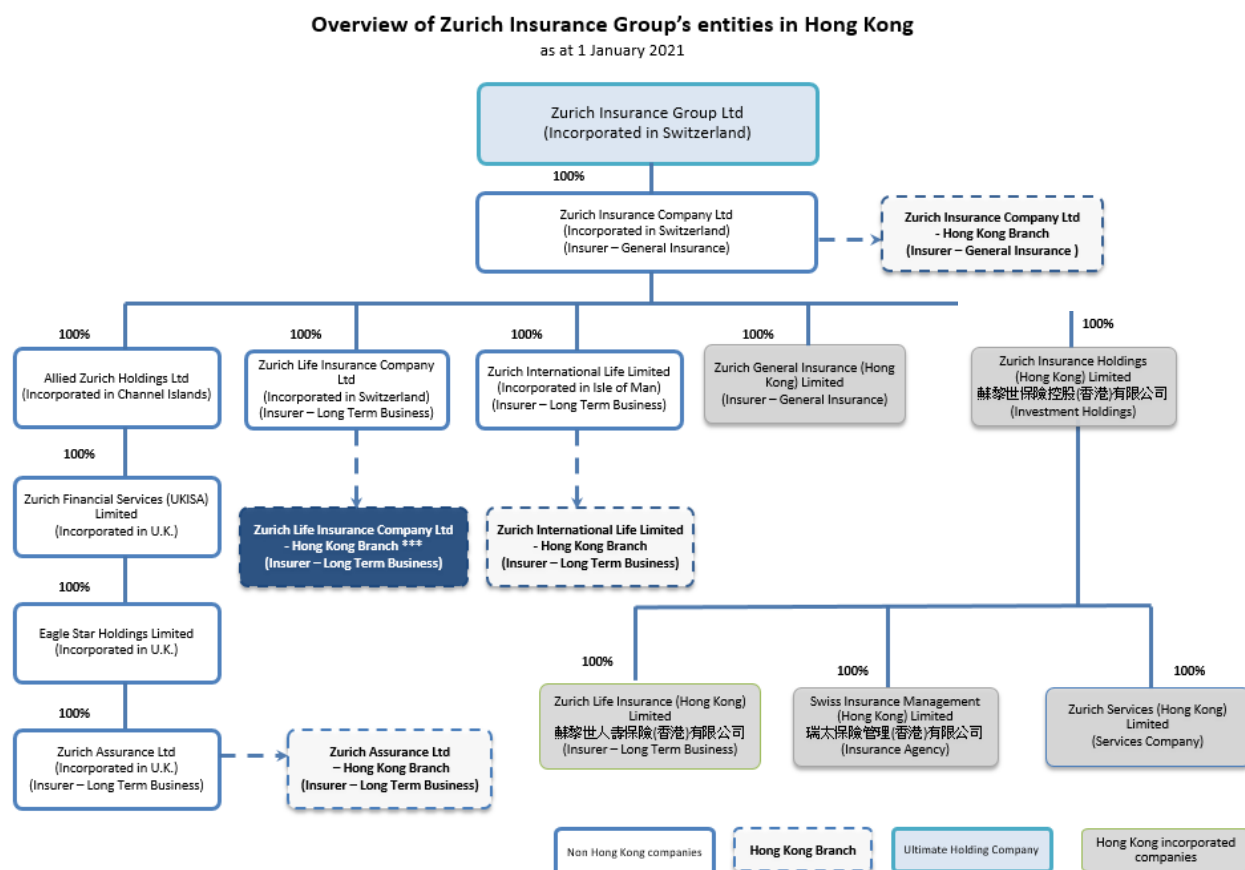 Overview of Zurich Insurance Group's entities in Hong Kong
as at 1 January 2021
Zurich Insurance Group Ltd
(Incorporated in Switzerland)
100%
Zurich Insurance Company Ltd
(Incorporated in Switzerland)
(Insurer – General Insurance)
Zurich Insurance Company Ltd
- Hong Kong Branch
(Insurer – General Insurance )
100%
Allied Zurich Holdings Ltd
(Incorporated in Channel Islands)
100%
Zurich Life Insurance Company
Ltd
(Incorporated in Switzerland)
(Insurer – Long Term Business)
100%
Zurich International Life Limited
(Incorporated in Isle of Man)
(Insurer – Long Term Business)
100%
Zurich General Insurance (Hong
Kong) Limited
(Insurer – General Insurance)
100%
Zurich Insurance Holdings
(Hong Kong) Limited
蘇黎世保險控股(香港)有限公司
(Investment Holdings)
100%
Zurich Financial Services (UKISA)
Limited
(Incorporated in U.K.)
Zurich Life Insurance Company Ltd
- Hong Kong Branch ***
(Insurer – Long Term Business)
Zurich International Life Limited
- Hong Kong Branch
(Insurer – Long Term Business)
100%
Eagle Star Holdings Limited
(Incorporated in U.K.)
100%
Zurich Assurance Ltd
(Incorporated in U.K.)
(Insurer – Long Term Business)
Zurich Assurance Ltd
– Hong Kong Branch
(Insurer – Long Term Business)
100%
Zurich Life Insurance (Hong Kong)
Limited
蘇黎世人壽保險(香港)有限公司
(Insurer – Long Term Business)
100%
Swiss Insurance Management
(Hong Kong) Limited
瑞太保險管理(香港)有限公司
(Insurance Agency)
100%
Zurich Services (Hong Kong)
Limited
(Services Company)
Non Hong Kong companies
Hong Kong Branch
Ultimate Holding Company
Hong Kong incorporated
companies